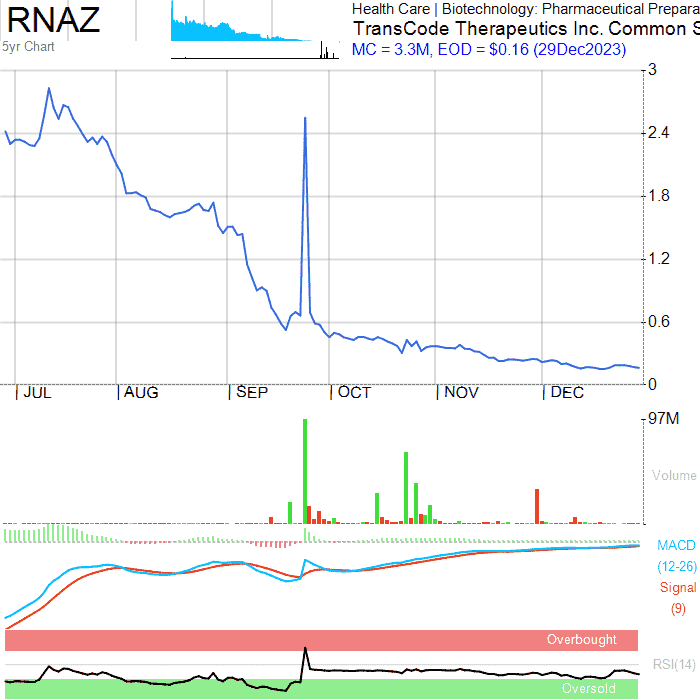 RNAZ
5yr Chart
Health Care | Biotechnology: Pharmaceutical Prepara
TransCode Therapeutics Inc. Common S
MC = 3.3M, EOD = $0.16 (29Dec2023)
3
2.4
1.8
1.2
0.6
0
JUL AUG SEP OCT NOV DEC
97M
Volume
MACD
(12-26)
Signal
(9)
Overbought
RSI(14)
Oversold